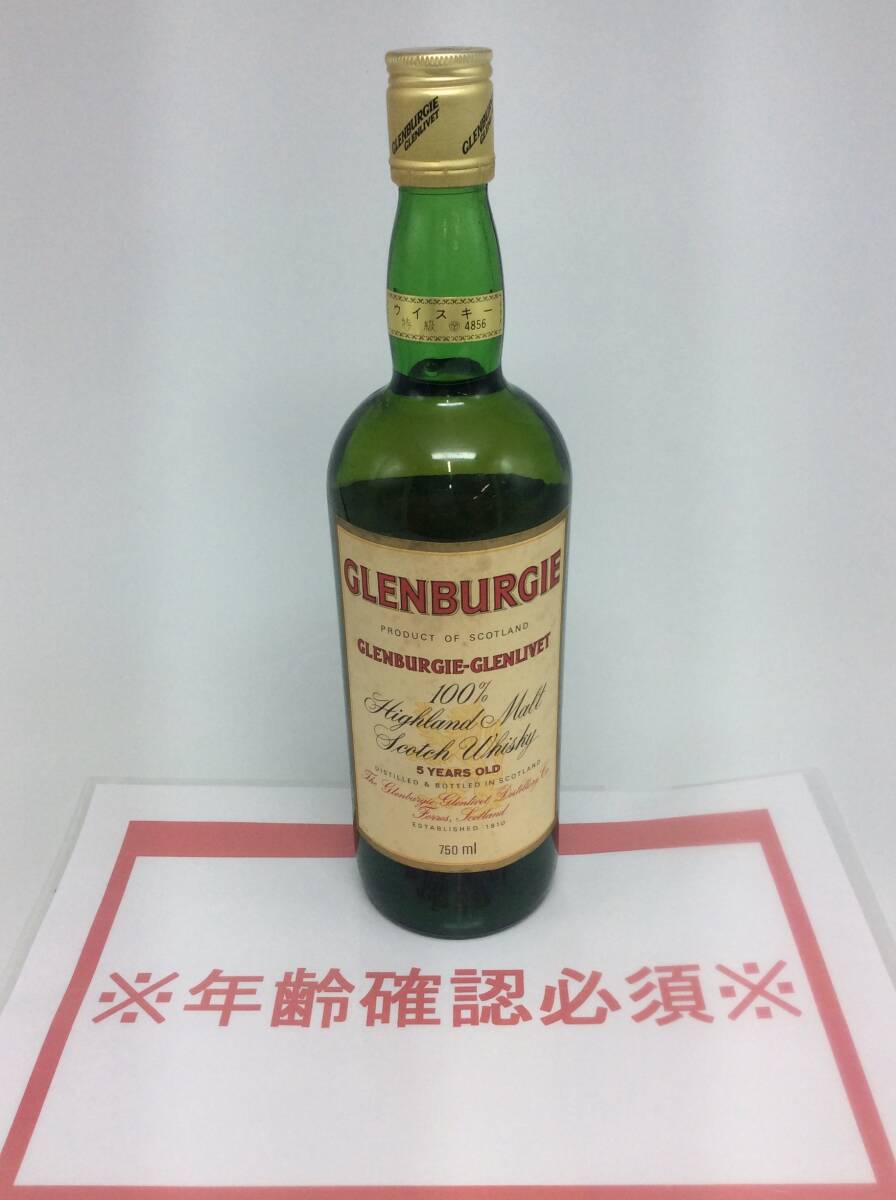 GLENBURGIE
GLENLIVET
GLENBURGIE
GLENLIVET
ウイスキー
特級 4856
GLENBURGIE
PRODUCT OF SCOTLAND
GLENBURGIE-GLENLIVET
100%
Highland Malt
Scotch Whisky
5 YEARS OLD
DISTILLED & BOTTLED IN SCOTLAND
The Glenburgie-Glenlivet Distillery Co.
Forres, Scotland
ESTABLISHED 1810
750 ml
※年齢確認必須※